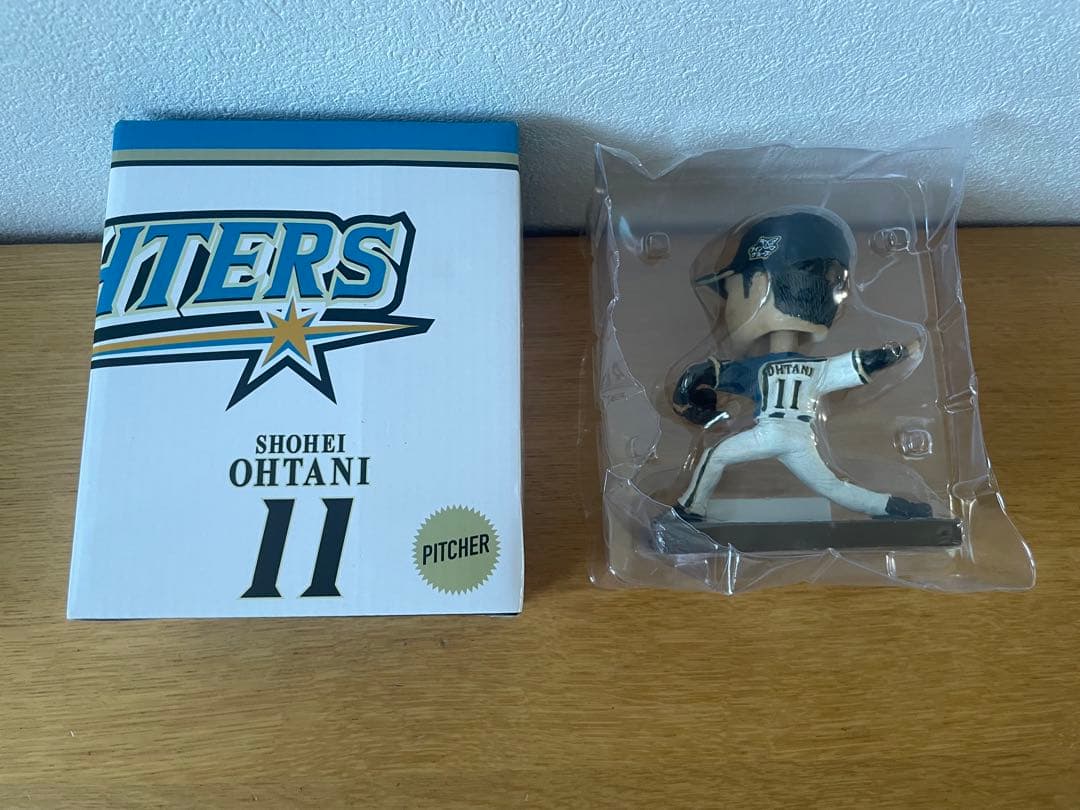 HTERS
SHOHEI
OHTANI
11
PITCHER
OHTANI
11